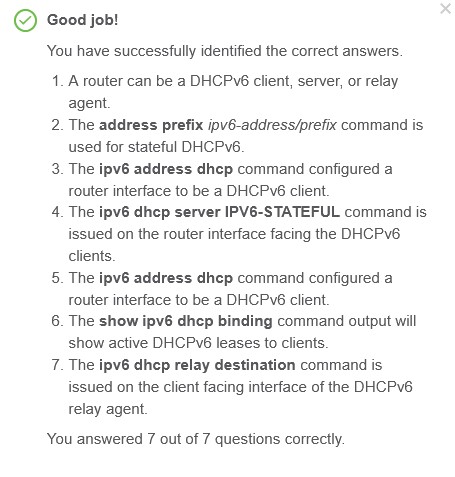 Good job!
You have successfully identified the correct answers.
1. A router can be a DHCPv6 client, server, or relay
agent.
2. The address prefix ipv6-address/prefix command is
used for stateful DHCPv6.
3. The ipv6 address dhcp command configured a
router interface to be a DHCPv6 client.
4. The ipv6 dhcp server IPV6-STATEFUL command is
issued on the router interface facing the DHCPv6
clients.
5. The ipv6 address dhcp command configured a
router interface to be a DHCPv6 client.
6. The show ipv6 dhcp binding command output will
show active DHCPv6 leases to clients.
7. The ipv6 dhcp relay destination command is
issued on the client facing interface of the DHCPv6
relay agent.
You answered 7 out of 7 questions correctly.